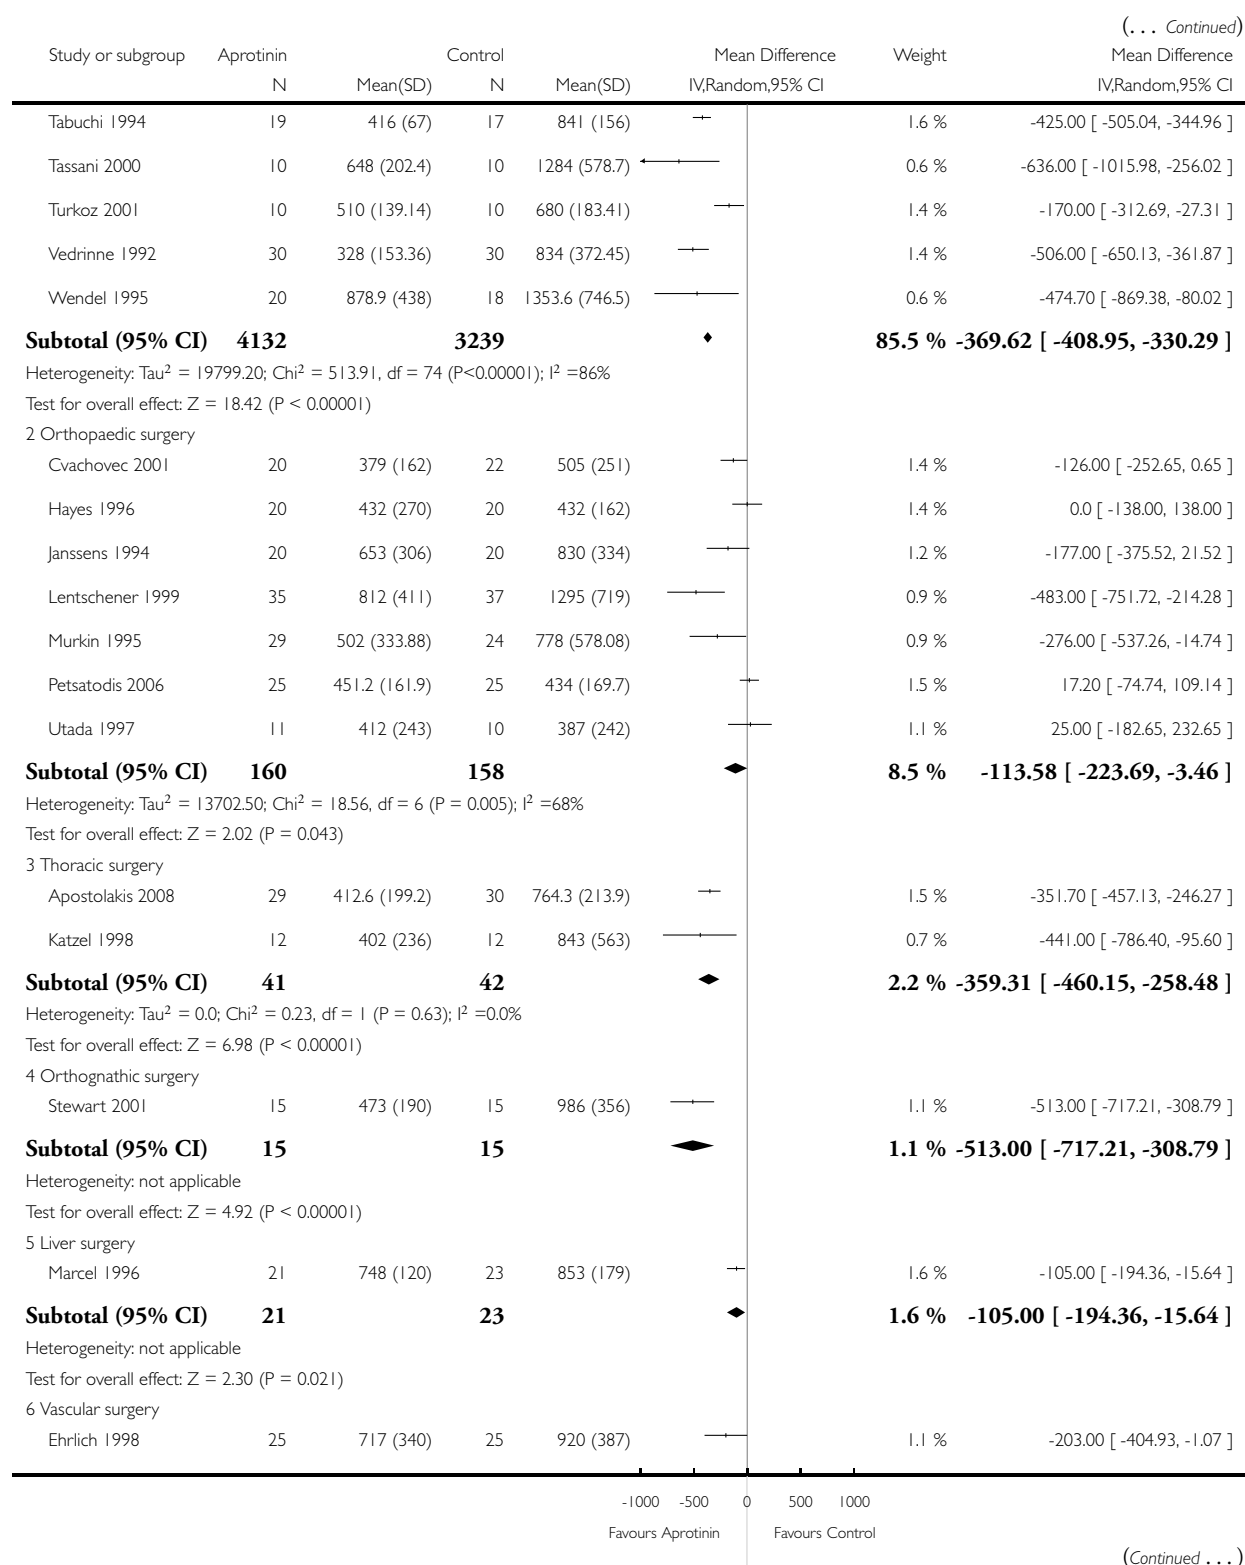 (. . . Continued)
Study or subgroup Aprotinin Control Mean Difference Weight Mean Difference
N Mean(SD) N Mean(SD) IV,Random,95% CI IV,Random,95% CI
Tabuchi 1994 19 416 (67) 17 841 (156) 1.6 % -425.00 [ -505.04, -344.96 ]
Tassani 2000 10 648 (202.4) 10 1284 (578.7) 0.6 % -636.00 [ -1015.98, -256.02 ]
Turkoz 2001 10 510 (139.14) 10 680 (183.41) 1.4 % -170.00 [ -312.69, -27.31 ]
Vedrinne 1992 30 328 (153.36) 30 834 (372.45) 1.4 % -506.00 [ -650.13, -361.87 ]
Wendel 1995 20 878.9 (438) 18 1353.6 (746.5) 0.6 % -474.70 [ -869.38, -80.02 ]
Subtotal (95% CI) 4132 3239 85.5 % -369.62 [ -408.95, -330.29 ]
Heterogeneity: Tau² = 19799.20; Chi² = 513.91, df = 74 (P<0.00001); I² =86%
Test for overall effect: Z = 18.42 (P < 0.00001)
2 Orthopaedic surgery
Cvachovec 2001 20 379 (162) 22 505 (251) 1.4 % -126.00 [ -252.65, 0.65 ]
Hayes 1996 20 432 (270) 20 432 (162) 1.4 % 0.0 [ -138.00, 138.00 ]
Janssens 1994 20 653 (306) 20 830 (334) 1.2 % -177.00 [ -375.52, 21.52 ]
Lentschener 1999 35 812 (411) 37 1295 (719) 0.9 % -483.00 [ -751.72, -214.28 ]
Murkin 1995 29 502 (333.88) 24 778 (578.08) 0.9 % -276.00 [ -537.26, -14.74 ]
Petsatodis 2006 25 451.2 (161.9) 25 434 (169.7) 1.5 % 17.20 [ -74.74, 109.14 ]
Utada 1997 11 412 (243) 10 387 (242) 1.1 % 25.00 [ -182.65, 232.65 ]
Subtotal (95% CI) 160 158 8.5 % -113.58 [ -223.69, -3.46 ]
Heterogeneity: Tau² = 13702.50; Chi² = 18.56, df = 6 (P = 0.005); I² =68%
Test for overall effect: Z = 2.02 (P = 0.043)
3 Thoracic surgery
Apostolakis 2008 29 412.6 (199.2) 30 764.3 (213.9) 1.5 % -351.70 [ -457.13, -246.27 ]
Katzel 1998 12 402 (236) 12 843 (563) 0.7 % -441.00 [ -786.40, -95.60 ]
Subtotal (95% CI) 41 42 2.2 % -359.31 [ -460.15, -258.48 ]
Heterogeneity: Tau² = 0.0; Chi² = 0.23, df = 1 (P = 0.63); I² =0.0%
Test for overall effect: Z = 6.98 (P < 0.00001)
4 Orthognathic surgery
Stewart 2001 15 473 (190) 15 986 (356) 1.1 % -513.00 [ -717.21, -308.79 ]
Subtotal (95% CI) 15 15 1.1 % -513.00 [ -717.21, -308.79 ]
Heterogeneity: not applicable
Test for overall effect: Z = 4.92 (P < 0.00001)
5 Liver surgery
Marcel 1996 21 748 (120) 23 853 (179) 1.6 % -105.00 [ -194.36, -15.64 ]
Subtotal (95% CI) 21 23 1.6 % -105.00 [ -194.36, -15.64 ]
Heterogeneity: not applicable
Test for overall effect: Z = 2.30 (P = 0.021)
6 Vascular surgery
Ehrlich 1998 25 717 (340) 25 920 (387) 1.1 % -203.00 [ -404.93, -1.07 ]
-1000 -500 0 500 1000
Favours Aprotinin Favours Control
(Continued . . . )